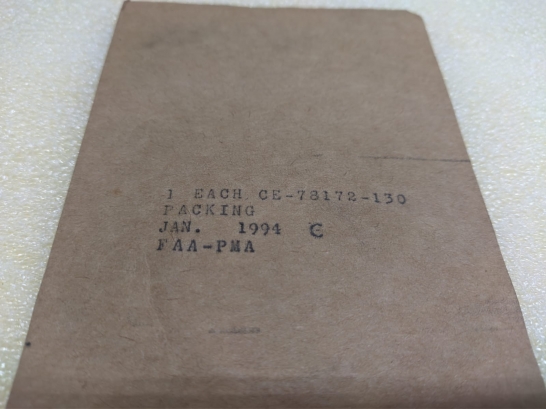 1 EACH CE-78172-130
PACKING
JAN. 1994 C
FAA-PMA